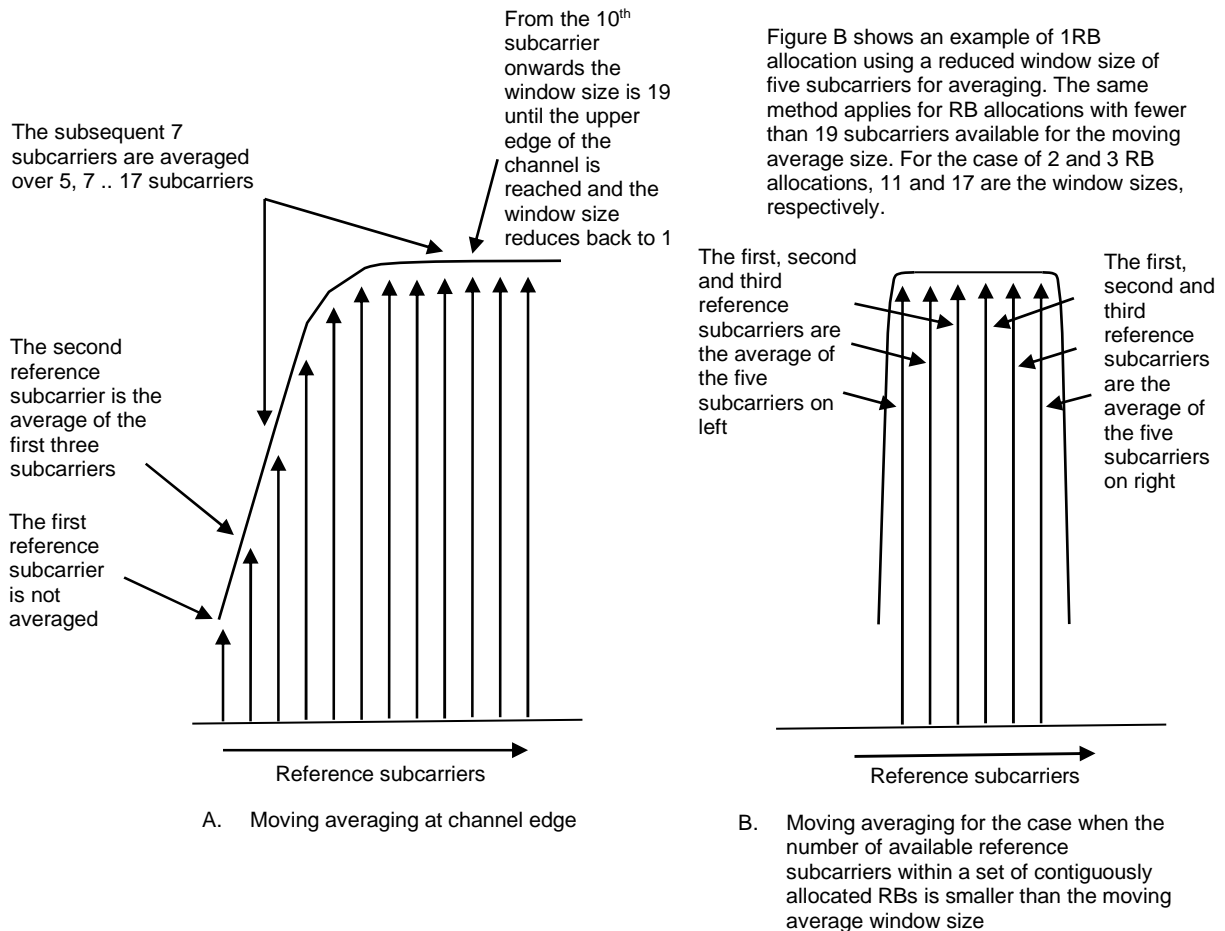 From the 10th
subcarrier
onwards the
window size is 19
until the upper
edge of the
channel is
reached and the
window size
reduces back to 1
The subsequent 7
subcarriers are averaged
over 5, 7 .. 17 subcarriers
The second
reference
subcarrier is the
average of the
first three
subcarriers
The first
reference
subcarrier
is not
averaged
Reference subcarriers
A. Moving averaging at channel edge
Figure B shows an example of 1RB
allocation using a reduced window size of
five subcarriers for averaging. The same
method applies for RB allocations with fewer
than 19 subcarriers available for the moving
average size. For the case of 2 and 3 RB
allocations, 11 and 17 are the window sizes,
respectively.
The first, second
and third
reference
subcarriers are
the average of
the five
subcarriers on
left
The first,
second and
third
reference
subcarriers
are the
average of
the five
subcarriers
on right
Reference subcarriers
B. Moving averaging for the case when the
number of available reference
subcarriers within a set of contiguously
allocated RBs is smaller than the moving
average window size